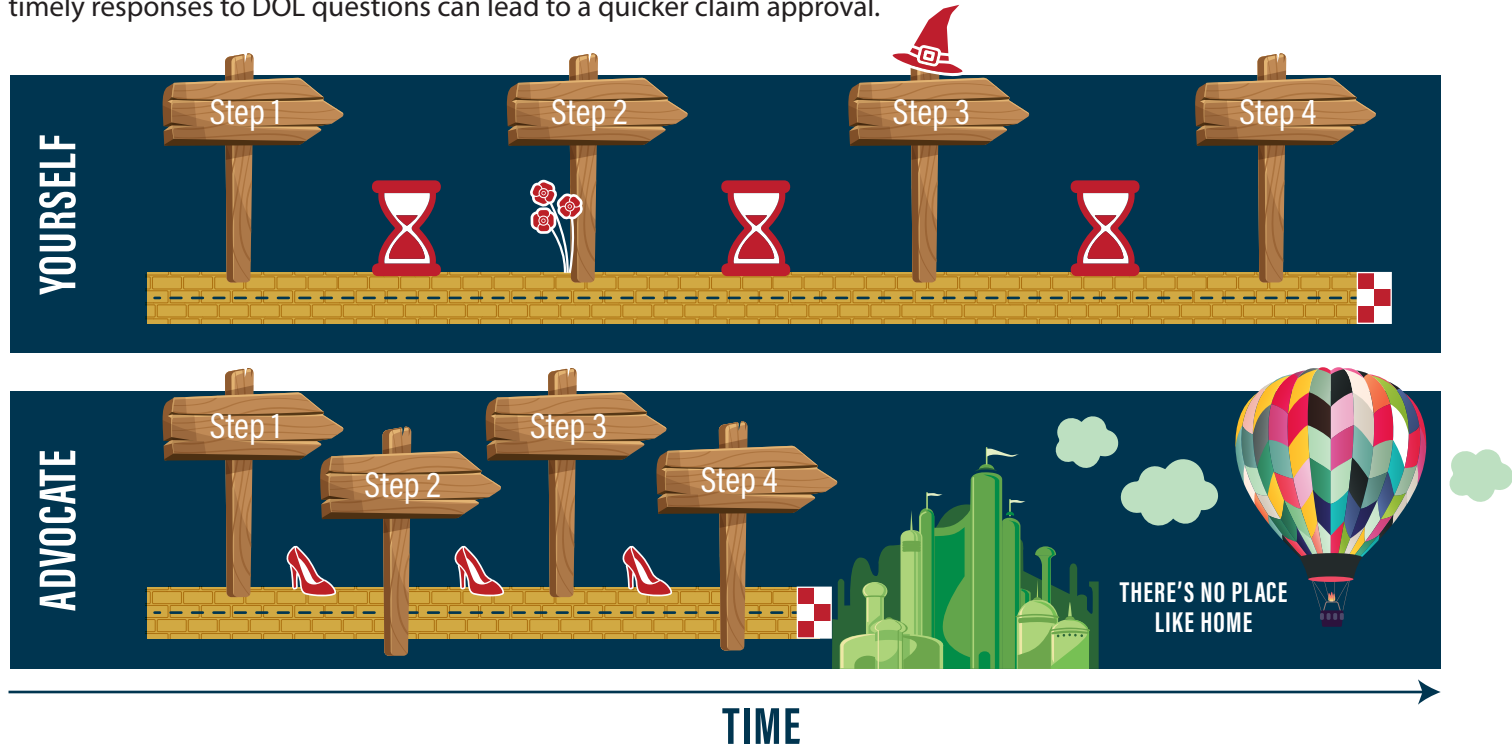 timely responses to DOL questions can lead to a quicker claim approval.
YOURSELF
Step 1
Step 2
Step 3
Step 4
ADVOCATE
Step 1
Step 2
Step 3
Step 4
THERE'S NO PLACE
LIKE HOME
TIME